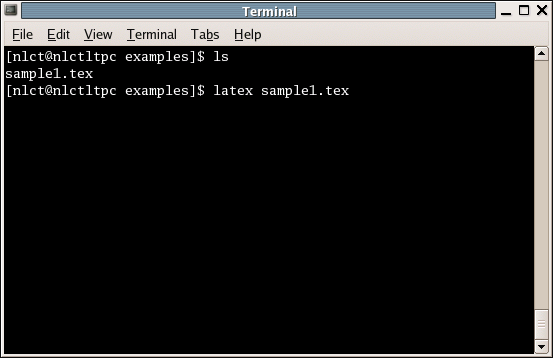 Terminal
File Edit View Terminal Tabs Help
[nlct@nlctltpc examples]$ ls
sample1.tex
[nlct@nlctltpc examples]$ latex sample1.tex